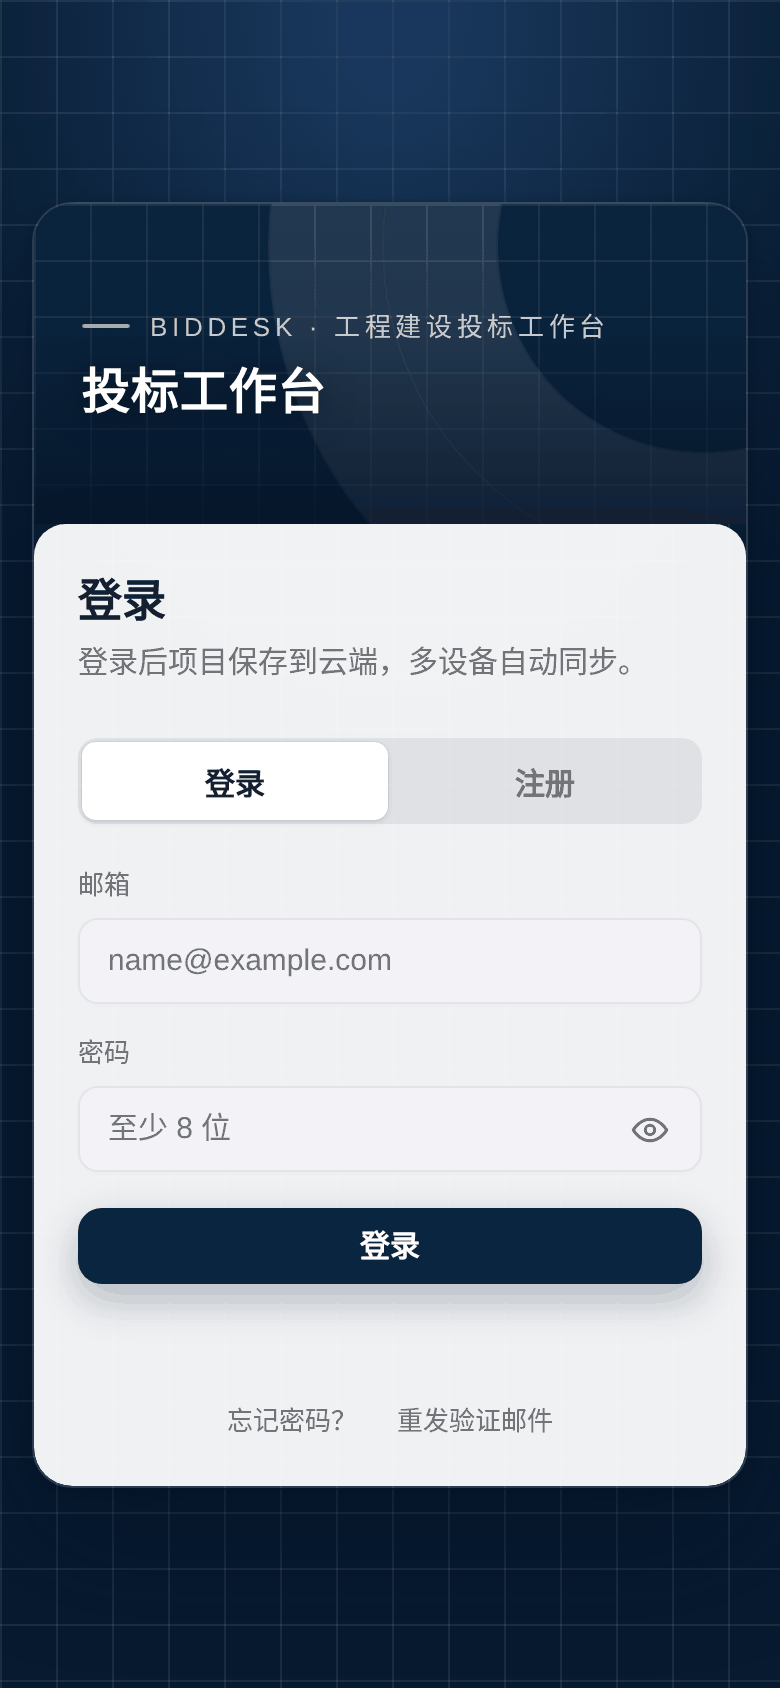 BIDDESK · 工程建设投标工作台
投标工作台
登录
登录后项目保存到云端，多设备自动同步。
登录 注册
邮箱
name@example.com
密码
至少 8 位
登录
忘记密码？ 重发验证邮件